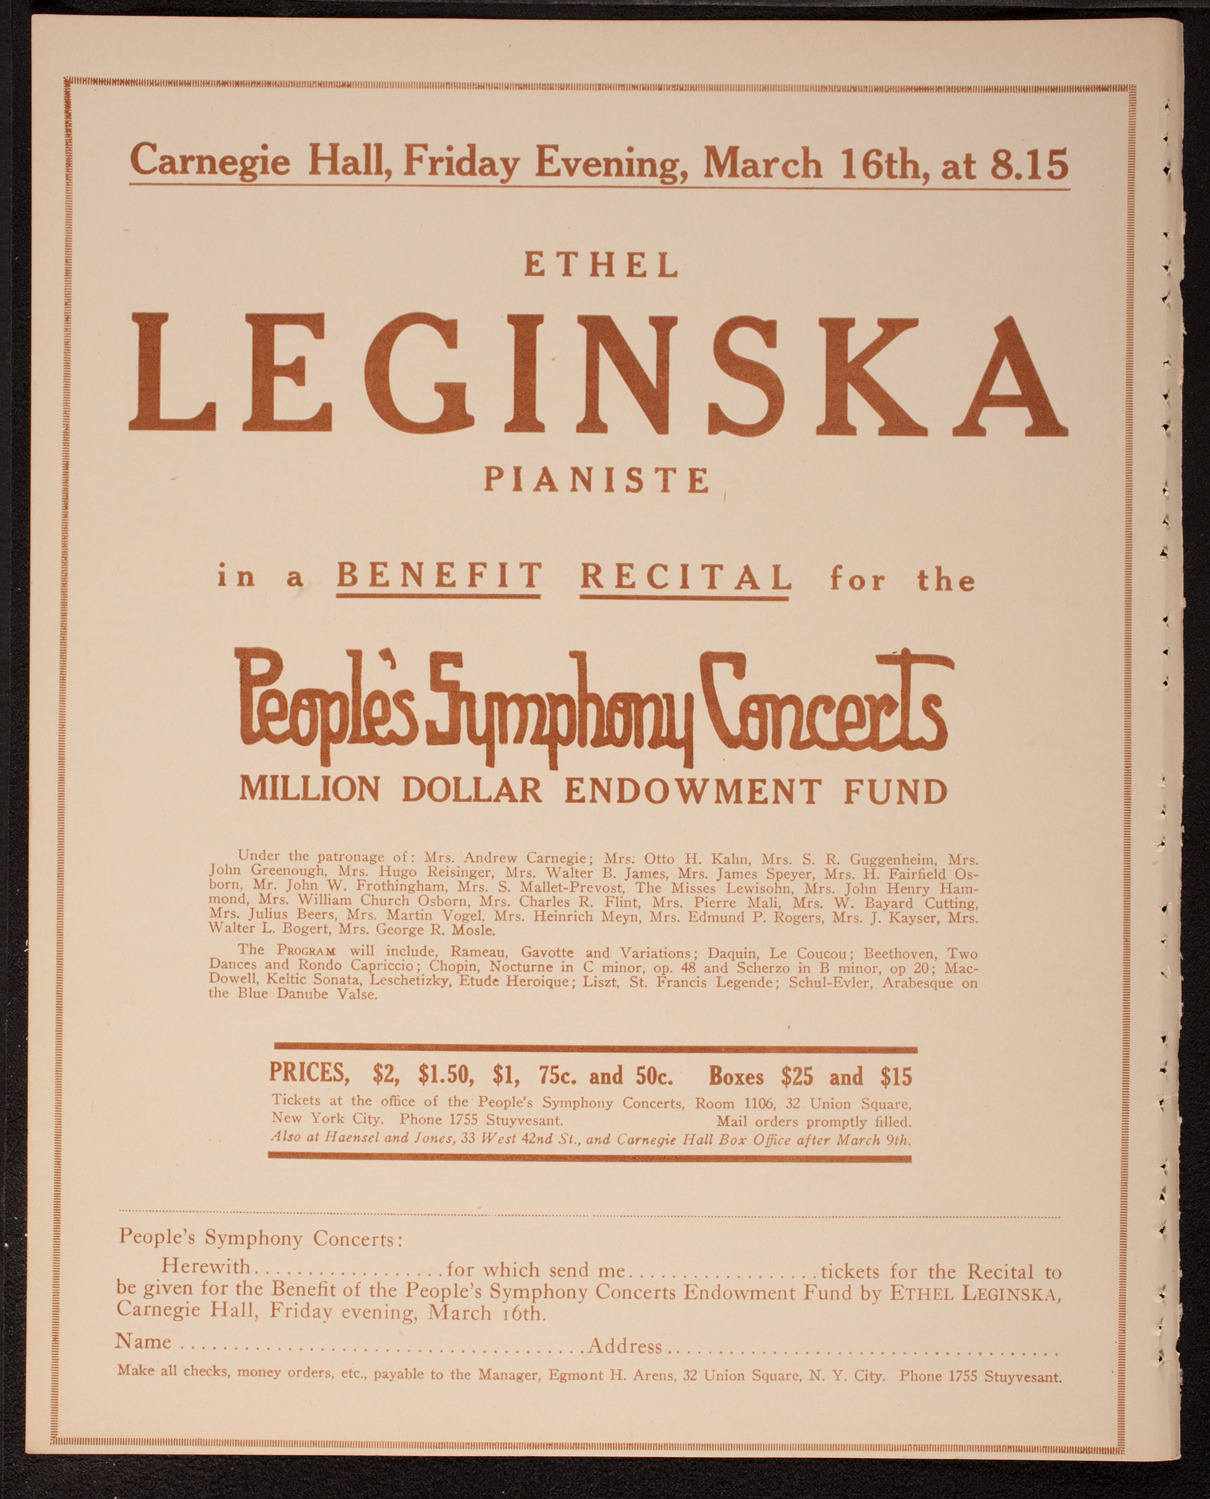 Carnegie Hall, Friday Evening, March 16th, at 8.15
ETHEL
LEGINSKA
PIANISTE
in a BENEFIT RECITAL for the
People's Symphony Concerts
MILLION DOLLAR ENDOWMENT FUND
Under the patronage of: Mrs. Andrew Carnegie; Mrs. Otto H. Kahn, Mrs. S. R. Guggenheim, Mrs.
John Greenough, Mrs. Hugo Reisinger, Mrs. Walter B. James, Mrs. James Speyer, Mrs. H. Fairfield Os-
born, Mr. John W. Frothingham, Mrs. S. Mallet-Prevost, The Misses Lewisohn, Mrs. John Henry Ham-
mond, Mrs. William Church Osborn, Mrs. Charles R. Flint, Mrs. Pierre Mali, Mrs. W. Bayard Cutting,
Mrs. Julius Beers, Mrs. Martin Vogel, Mrs. Heinrich Meyn, Mrs. Edmund P. Rogers, Mrs. J. Kayser, Mrs.
Walter L. Bogert, Mrs. George R. Mosle.
The PROGRAM will include, Rameau, Gavotte and Variations; Daquin, Le Coucou; Beethoven, Two
Dances and Rondo Capriccio; Chopin, Nocturne in C minor, op. 48 and Scherzo in B minor, op 20; Mac-
Dowell, Keltic Sonata, Leschetizky, Etude Heroique; Liszt, St. Francis Legende; Schul-Evler, Arabesque on
the Blue Danube Valse.
PRICES, $2, $1.50, $1, 75c. and 50c. Boxes $25 and $15
Tickets at the office of the People's Symphony Concerts, Room 1106, 32 Union Square,
New York City. Phone 1755 Stuyvesant. Mail orders promptly filled.
Also at Haensel and Jones, 33 West 42nd St., and Carnegie Hall Box Office after March 9th.
People's Symphony Concerts:
Herewith..................for which send me..................tickets for the Recital to
be given for the Benefit of the People's Symphony Concerts Endowment Fund by ETHEL LEGINSKA,
Carnegie Hall, Friday evening, March 16th.
Name ......................................Address.....................................
Make all checks, money orders, etc., payable to the Manager, Egmont H. Arens, 32 Union Square, N. Y. City. Phone 1755 Stuyvesant.